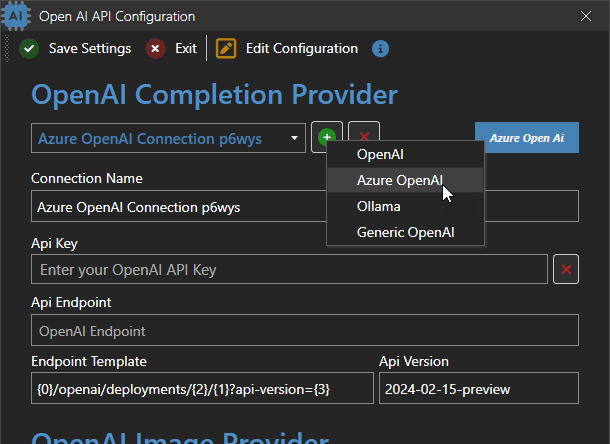 AI Open AI API Configuration
Save Settings Exit Edit Configuration
OpenAI Completion Provider
Azure OpenAI Connection p6wys Azure Open AI
OpenAI
Azure OpenAI
Ollama
Generic OpenAI
Connection Name
Azure OpenAI Connection p6wys
Api Key
Enter your OpenAI API Key
Api Endpoint
OpenAI Endpoint
Endpoint Template Api Version
{0}/openai/deployments/{2}/{1}?api-version={3} 2024-02-15-preview
OpenAI Image Provider